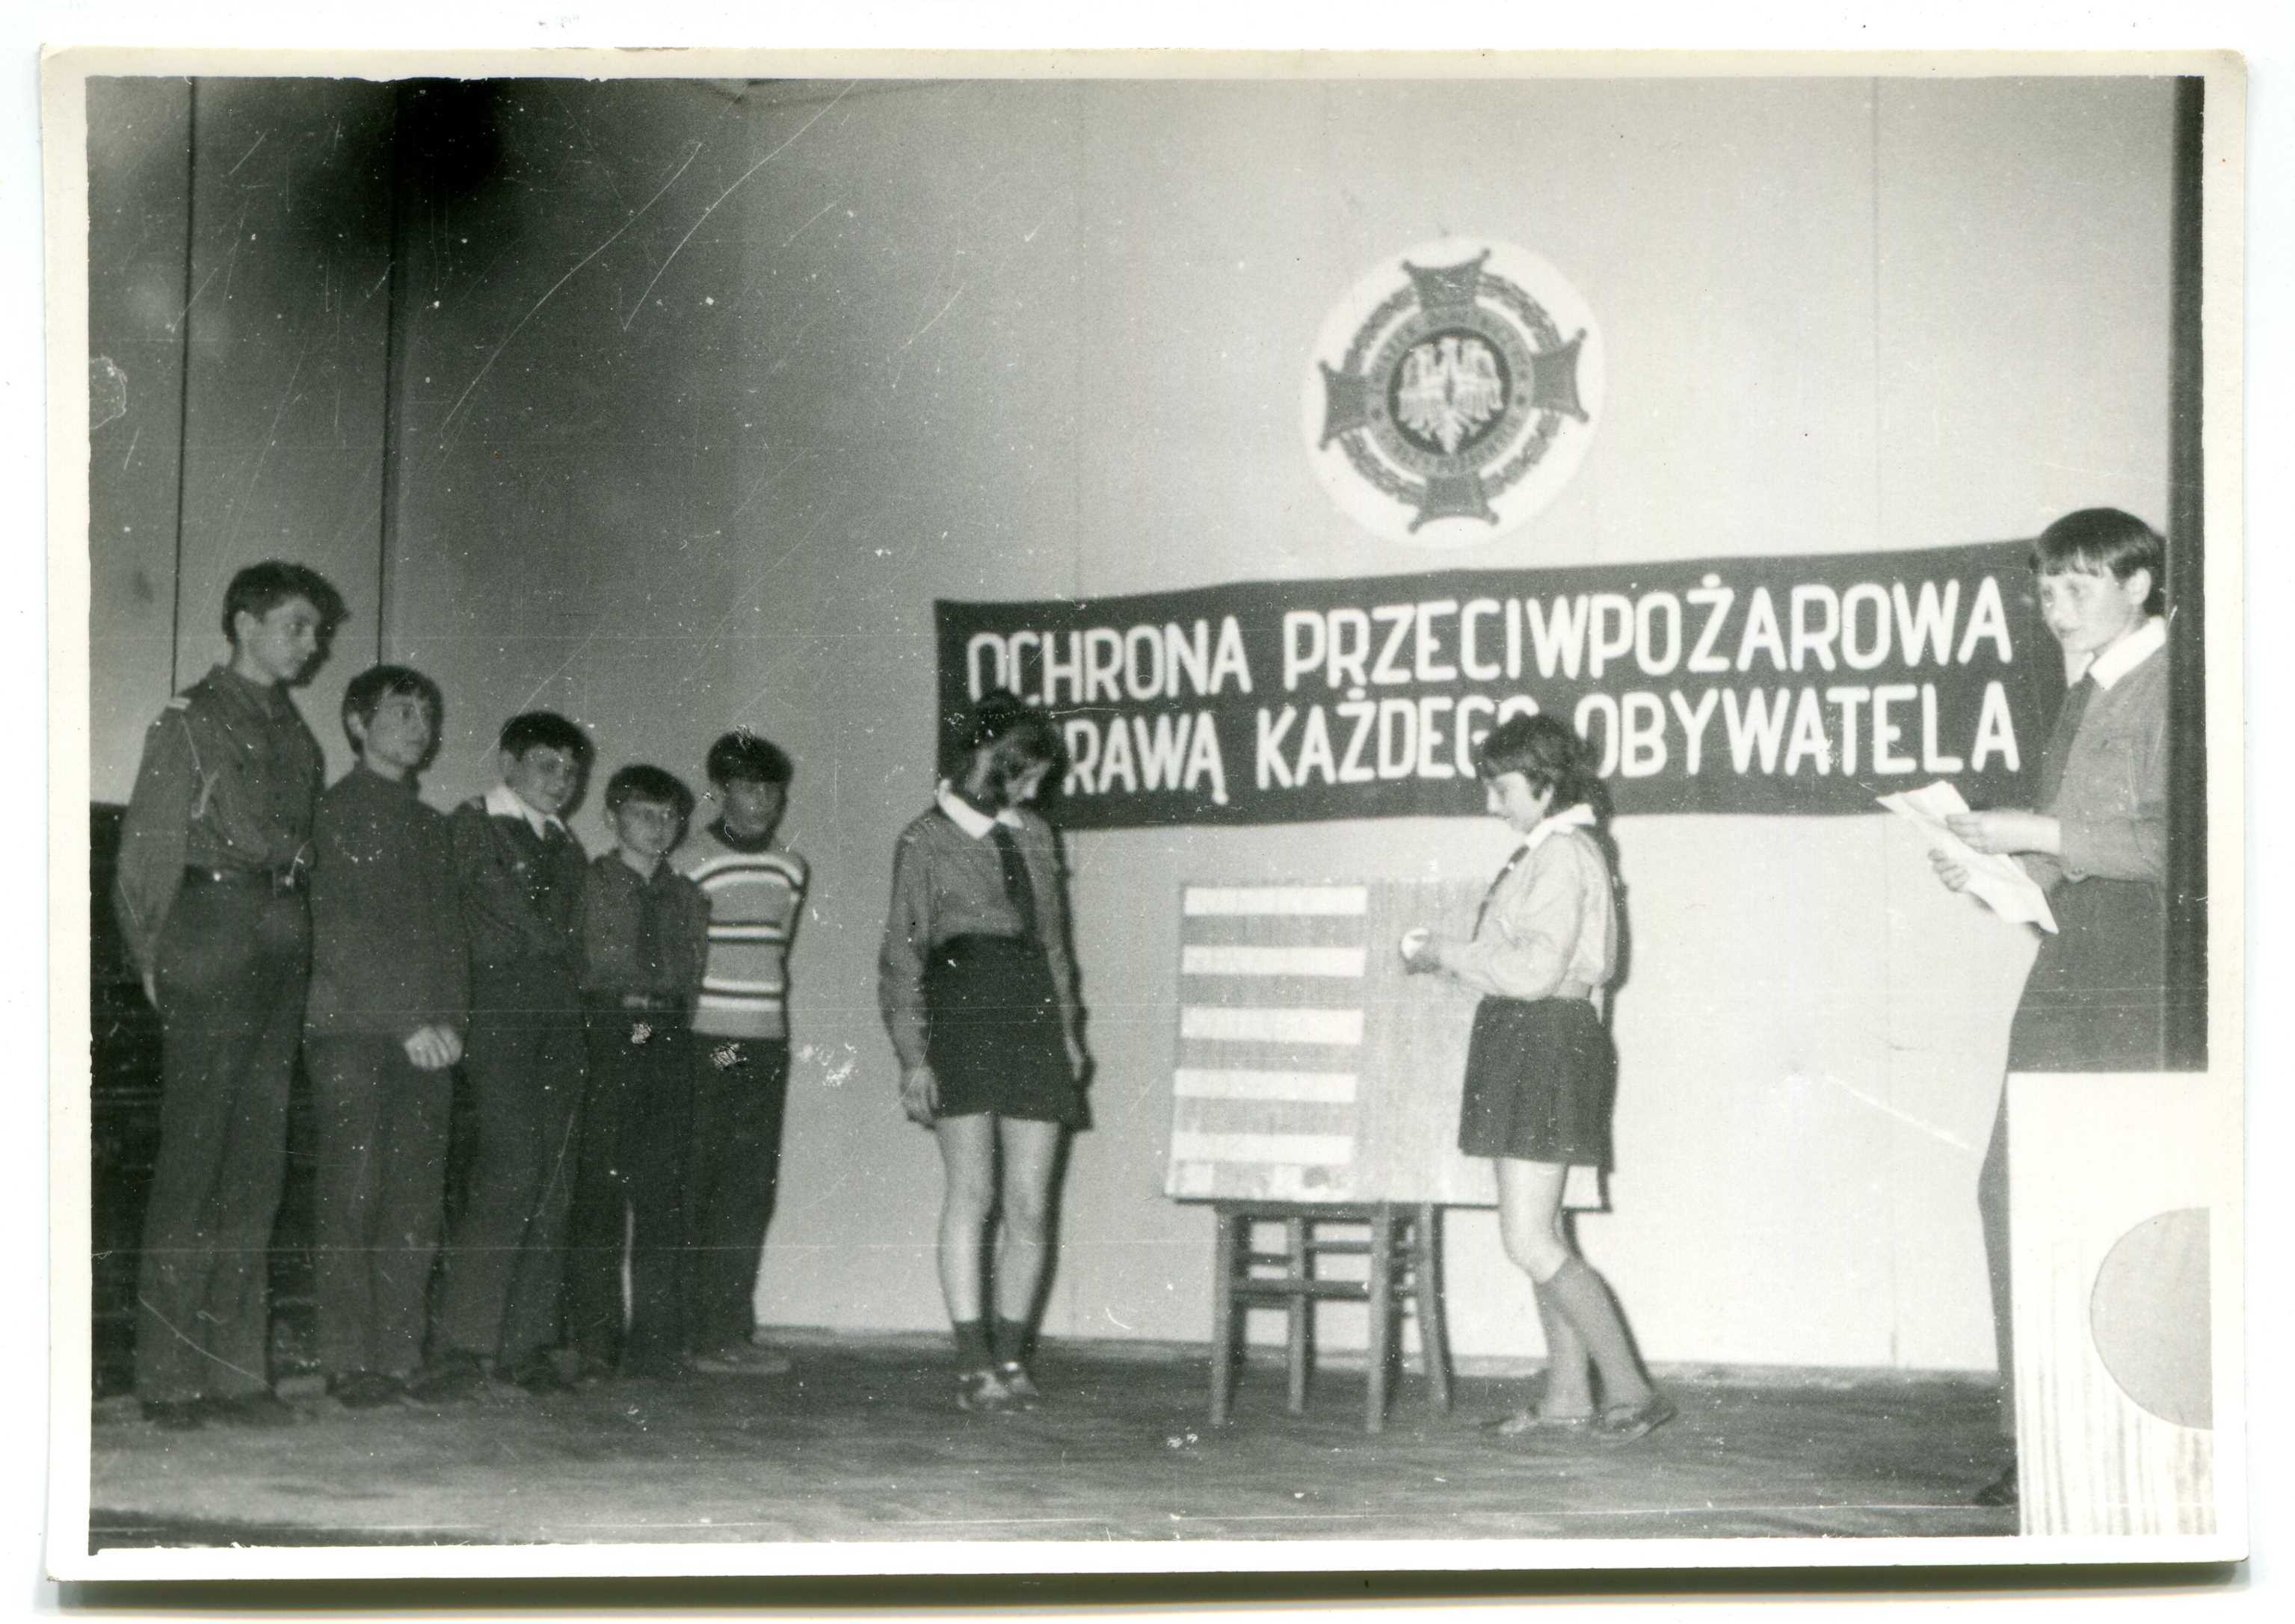 OCHRONA PRZECIWPOŻAROWA
RAWĄ KAŻDEGO OBYWATELA